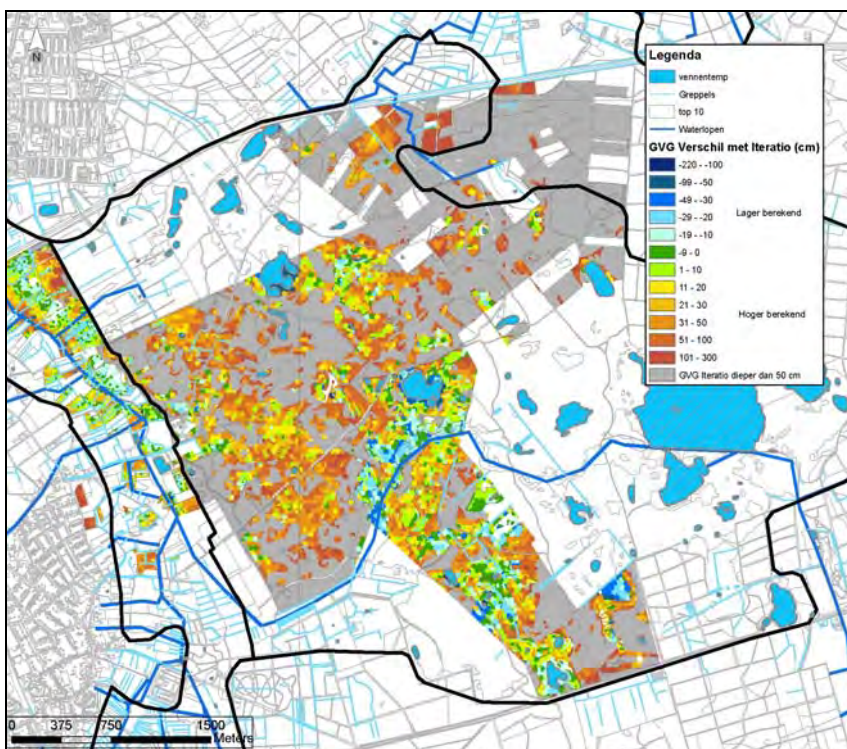 N
Legenda
vennentemp
Greppels
top 10
Waterlopen
GVG Verschil met Iteratio (cm)
-220 - -100
-99 - -50
-49 - -30
-29 - -20
-19 - -10
-9 - 0
1 - 10
11 - 20
21 - 30
31 - 50
51 - 100
101 - 300
GVG Iteratio dieper dan 50 cm
Lager berekend
Hoger berekend
0 375 750 1500
Meters